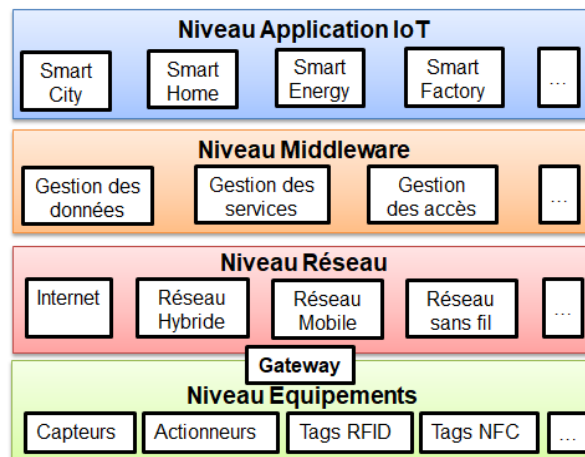 Niveau Application IoT
Smart
City
Smart
Home
Smart
Energy
Smart
Factory
...
Niveau Middleware
Gestion des
données
Gestion des
services
Gestion
des accès
...
Niveau Réseau
Internet
Réseau
Hybride
Réseau
Mobile
Réseau
sans fil
...
Gateway
Niveau Equipements
Capteurs
Actionneurs
Tags RFID
Tags NFC
...